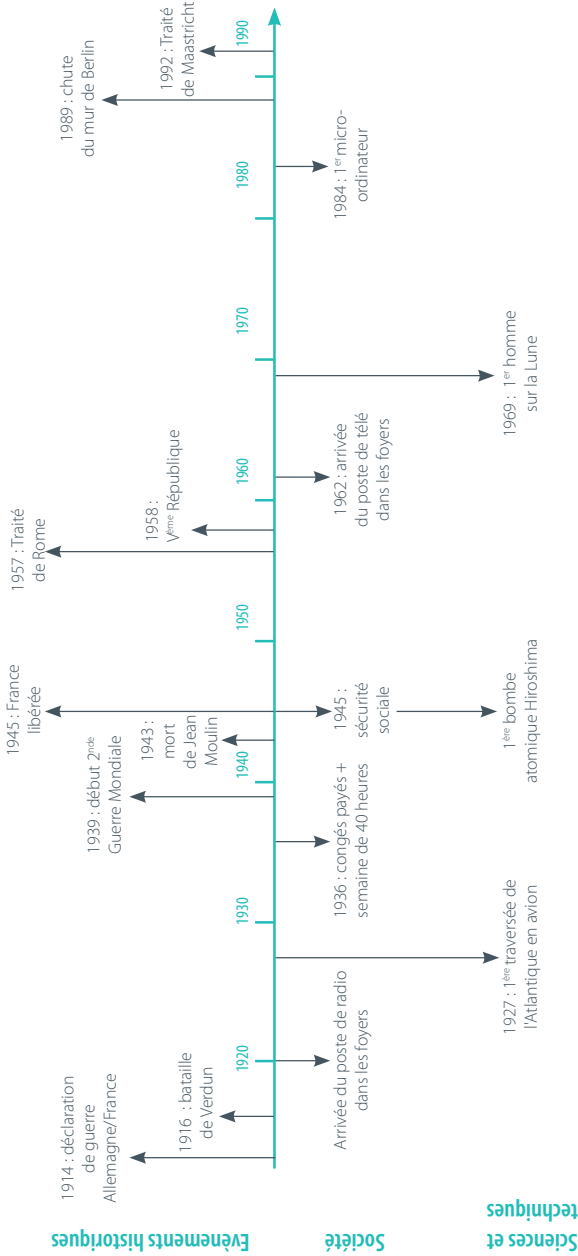 Evènements historiques
1914 : déclaration
de guerre
Allemagne/France
1916 : bataille
de Verdun
1939 : début 2nde
Guerre Mondiale
1943 :
mort
de Jean
Moulin
1945 : France
libérée
1957 : Traité
de Rome
1958 :
Vème République
1989 : chute
du mur de Berlin
1992 : Traité
de Maastricht
1920
1930
1940
1950
1960
1970
1980
1990
Société
Arrivée du poste de radio
dans les foyers
1936 : congés payés +
semaine de 40 heures
1945 :
sécurité
sociale
1962 : arrivée
du poste de télé
dans les foyers
1984 : 1er micro-
ordinateur
Sciences et
techniques
1927 : 1ère traversée de
l'Atlantique en avion
1ère bombe
atomique Hiroshima
1969 : 1er homme
sur la Lune